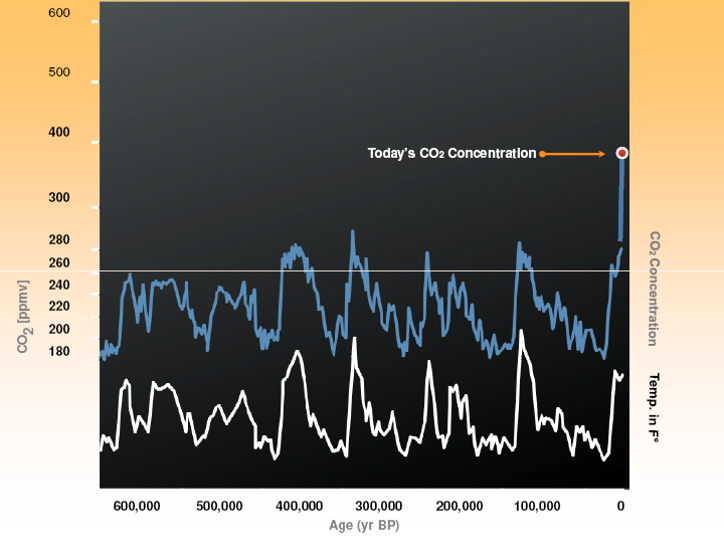 600
500
400
Today's CO2 Concentration
300
280
260
240
220
200
180
CO2 [ppmv]
CO2 Concentration
Temp. in F°
600,000 500,000 400,000 300,000 200,000 100,000 0
Age (yr BP)